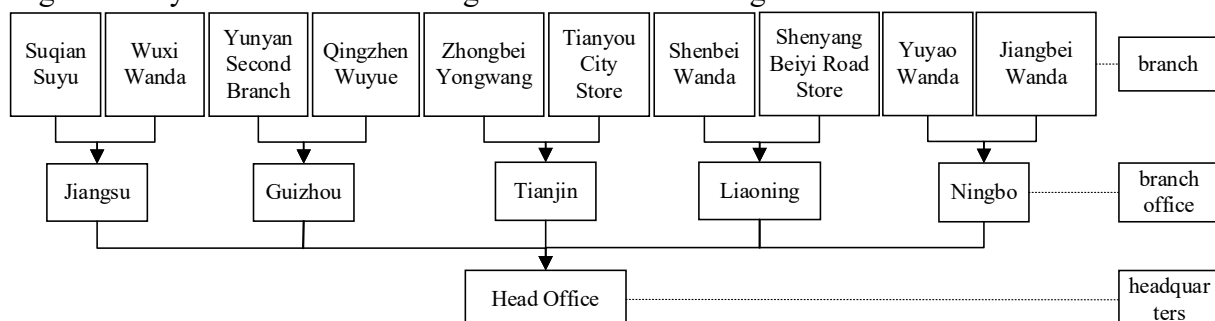 Suqian
Suyu
Wuxi
Wanda
Yunyan
Second
Branch
Qingzhen
Wuyue
Zhongbei
Yongwang
Tianyou
City
Store
Shenbei
Wanda
Shenyang
Beiyi Road
Store
Yuyao
Wanda
Jiangbei
Wanda
branch
Jiangsu
Guizhou
Tianjin
Liaoning
Ningbo
branch
office
Head Office
headquar
ters